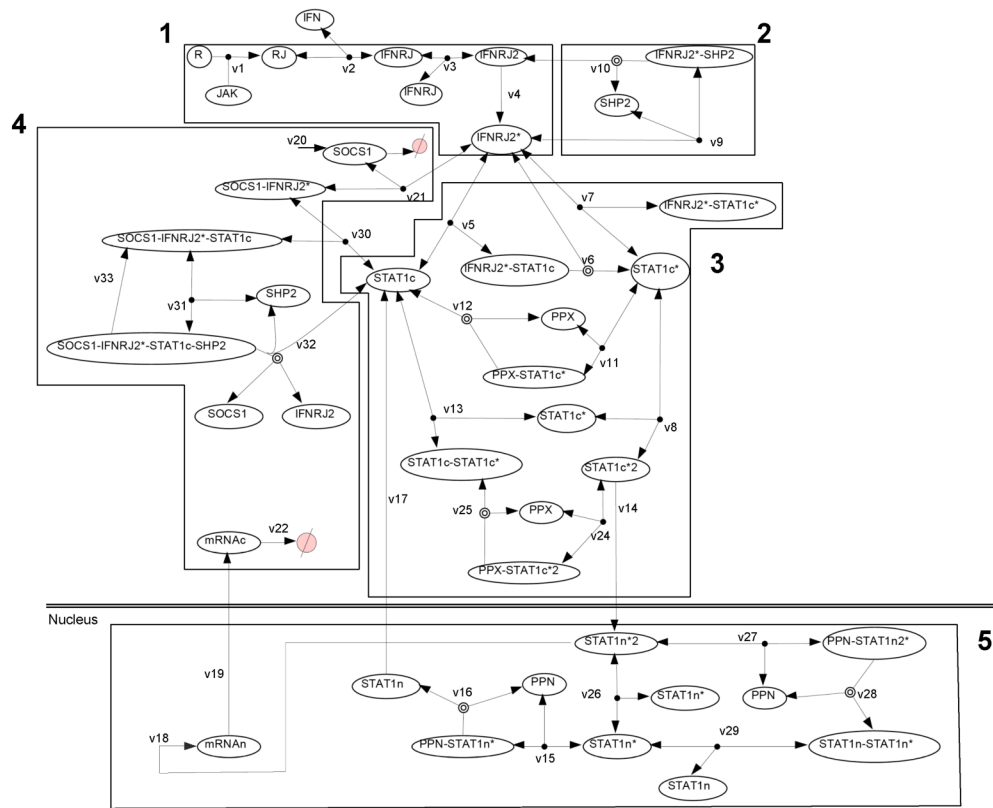 IFN
1
2
R
RJ
IFNRJ
IFNRJ2
IFNRJ2*-SHP2
v1
v2
v3
v10
JAK
IFNRJ
v4
SHP2
4
v20
IFNRJ2*
v9
SOCS1
SOCS1-IFNRJ2*
v21
v7
IFNRJ2*-STAT1c*
v5
v30
SOCS1-IFNRJ2*-STAT1c
IFNRJ2*-STAT1c
v6
STAT1c*
3
v33
STAT1c
SHP2
v31
v12
PPX
v32
SOCS1-IFNRJ2*-STAT1c-SHP2
v11
PPX-STAT1c*
SOCS1
IFNRJ2
v13
STAT1c*
v8
STAT1c-STAT1c*
STAT1c*2
v17
v14
v25
PPX
v22
v24
mRNAc
PPX-STAT1c*2
Nucleus
STAT1n*2
v27
PPN-STAT1n2*
5
v19
STAT1n
v16
PPN
v26
STAT1n*
PPN
v28
v18
mRNAn
PPN-STAT1n*
v15
STAT1n*
v29
STAT1n-STAT1n*
STAT1n